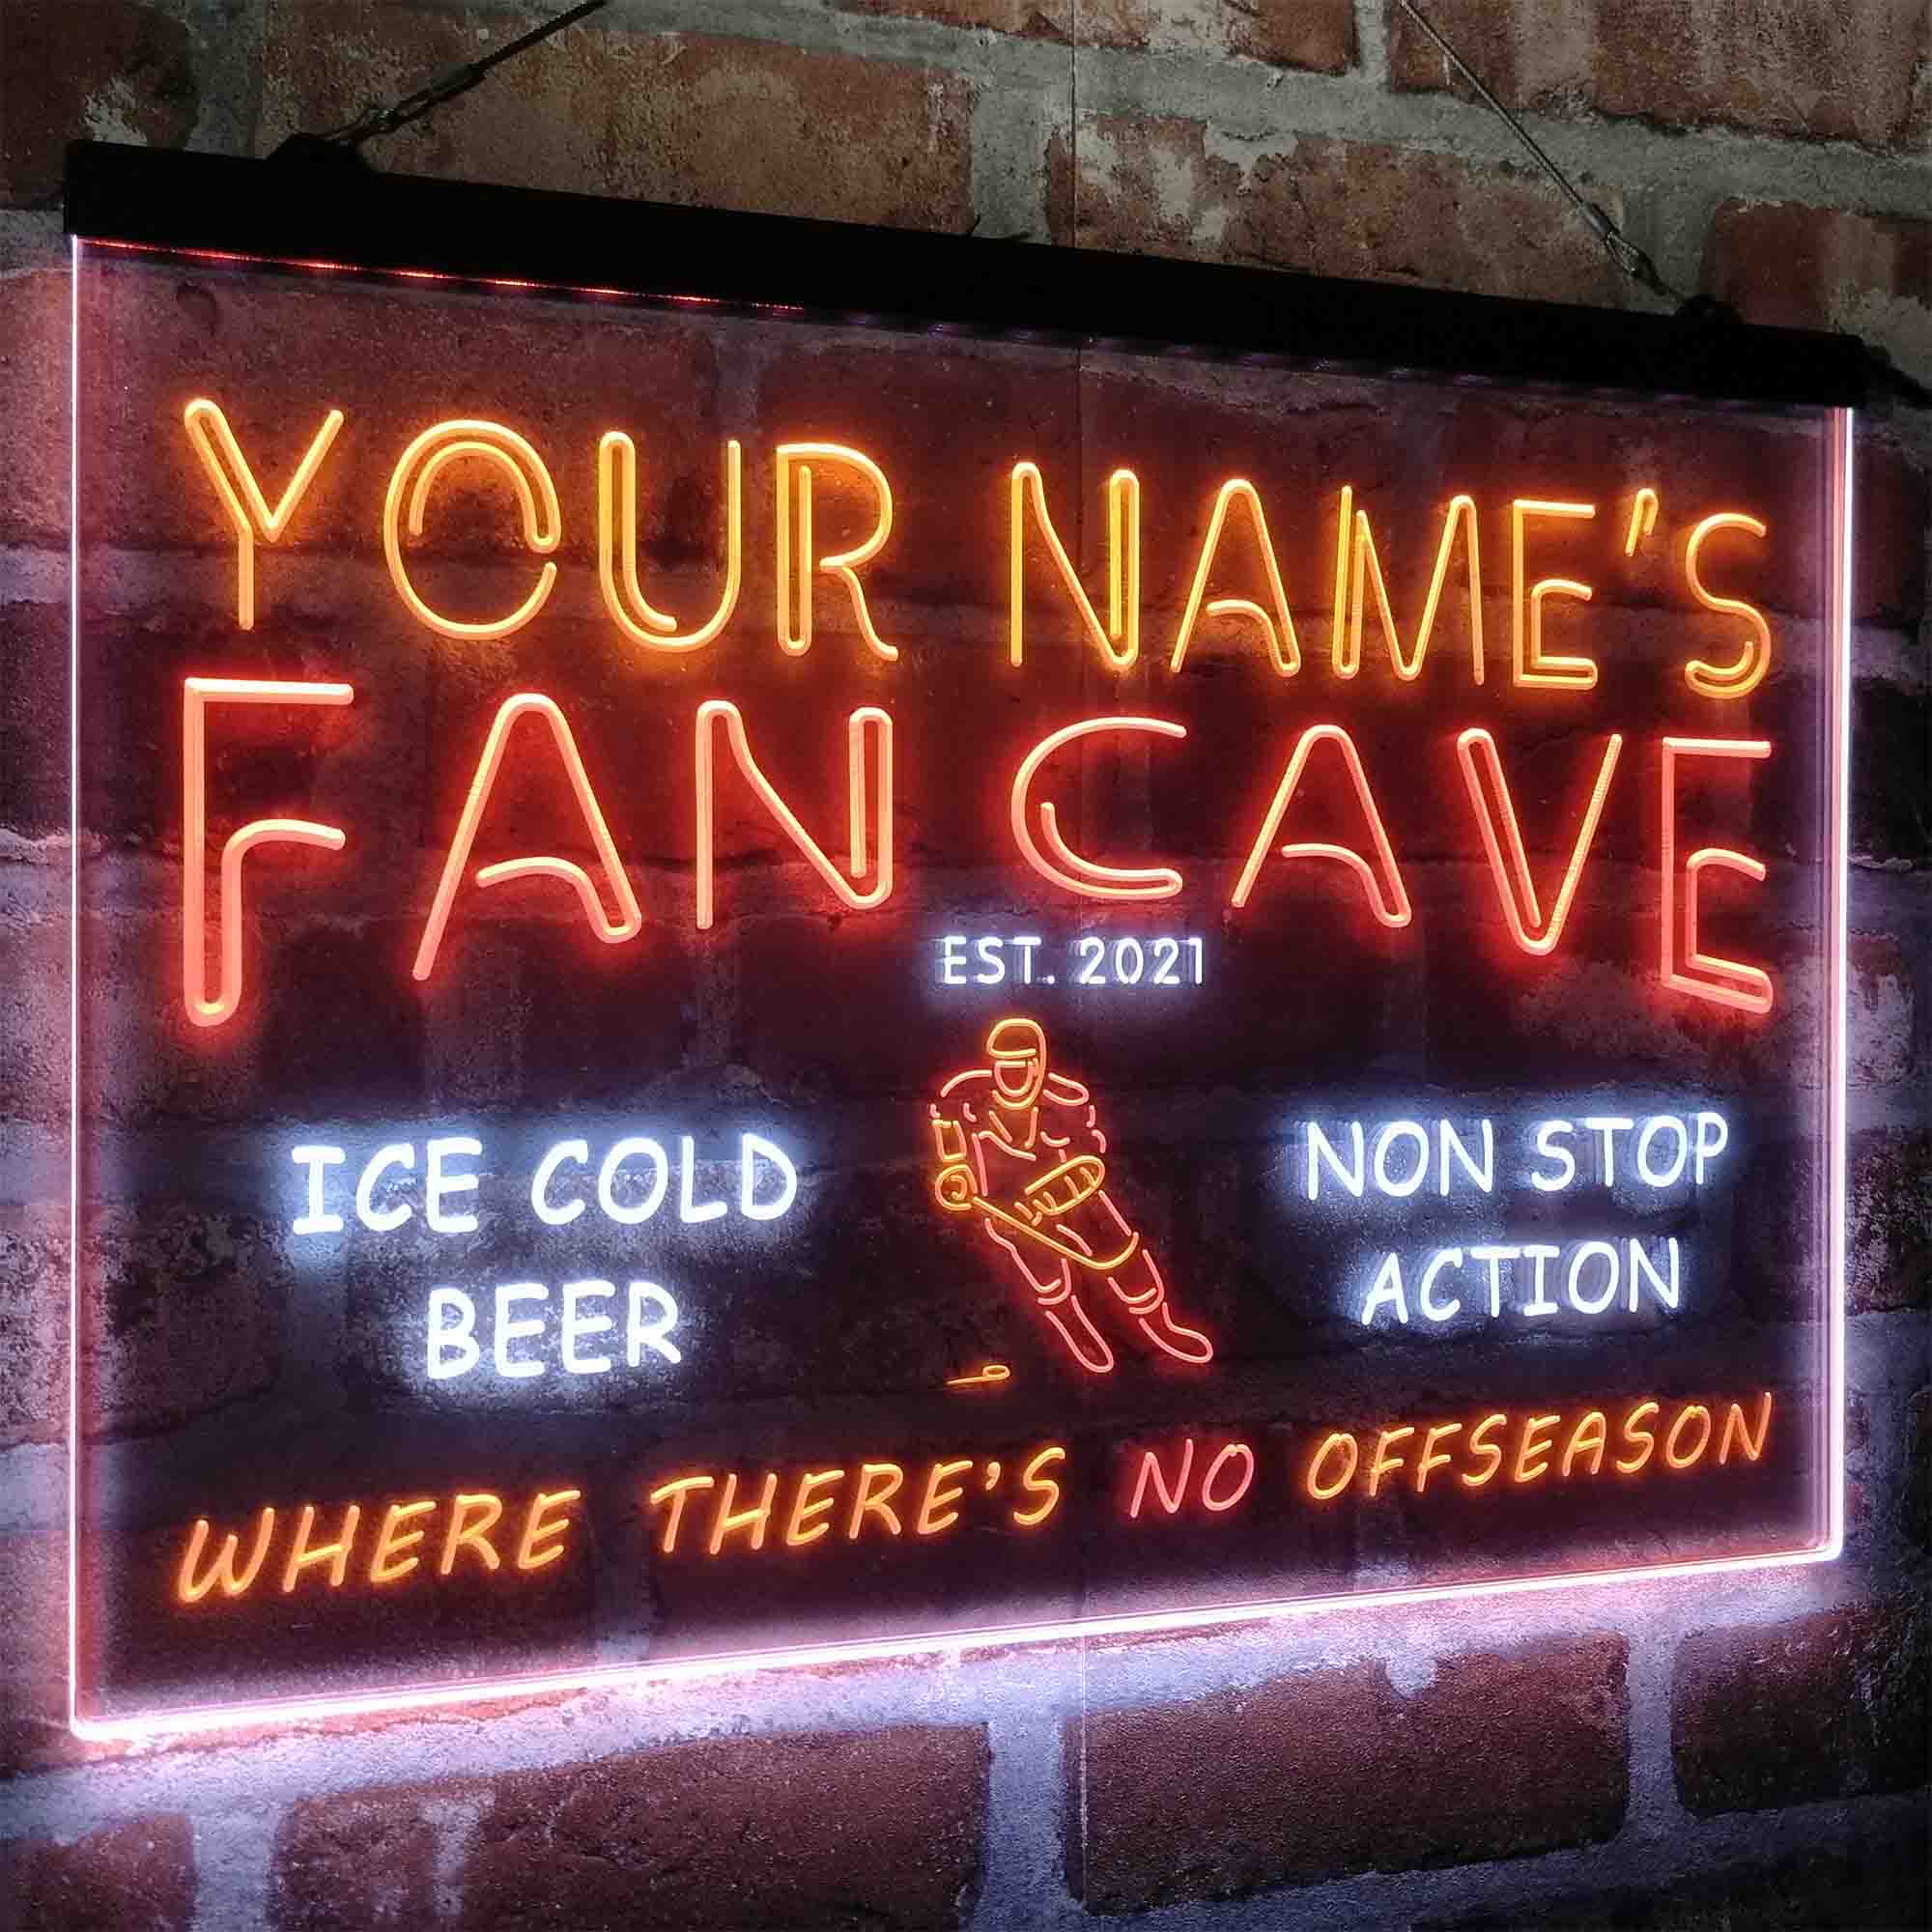 YOUR NAME'S
FAN CAVE
EST. 2021
ICE COLD
BEER
NON STOP
ACTION
WHERE THERE'S NO OFFSEASON